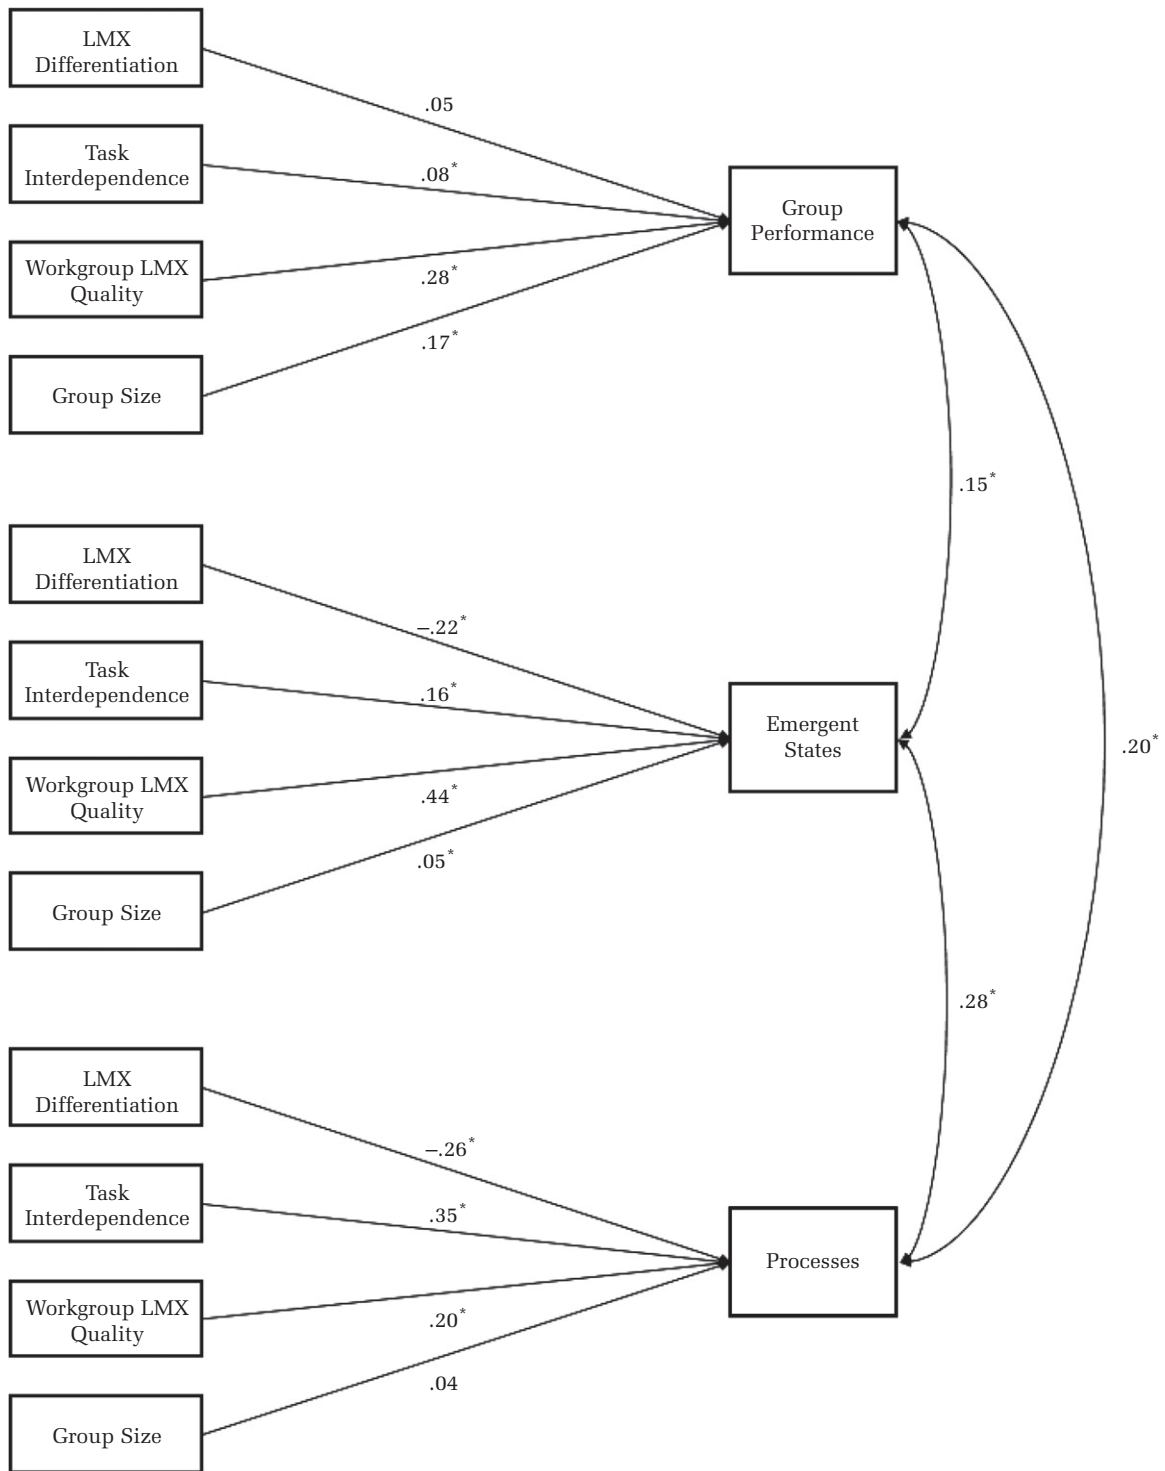 LMX
Differentiation
.05
Task
Interdependence
.08*
Group
Performance
Workgroup LMX
Quality
.28*
.17*
Group Size
.15*
LMX
Differentiation
–.22*
Task
Interdependence
.16*
Emergent
States
.20*
Workgroup LMX
Quality
.44*
.05*
Group Size
.28*
LMX
Differentiation
–.26*
Task
Interdependence
.35*
Processes
Workgroup LMX
Quality
.20*
.04
Group Size